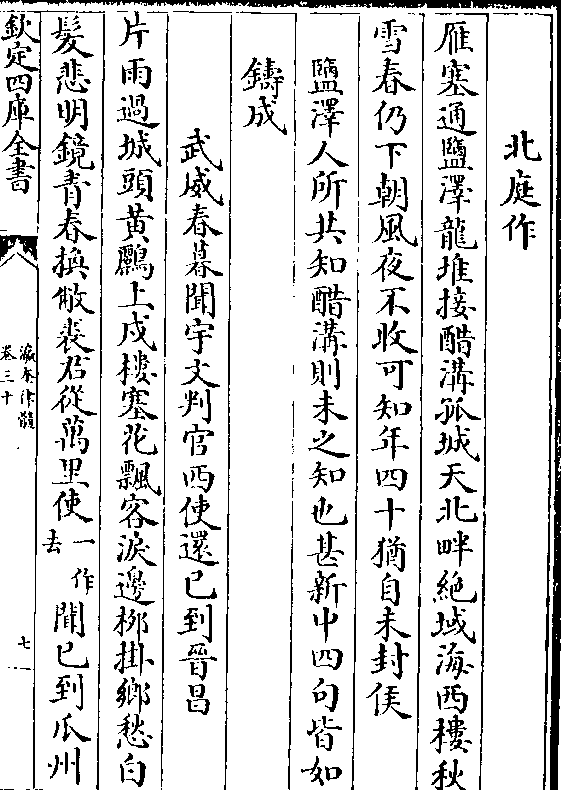 北庭作
雁塞通鹽澤龍堆接醋溝孤城天北畔絶域海西樓秋
雪春仍下朝風夜不收可知年四十猶自未封侯
鹽澤人所共知醋溝則未之知也甚新中四句皆如
鑄成
武威春暮聞宇文判官西使還已到晉昌
片雨過城頭黄鸝上戍樓塞花飄客淚邊栁掛鄉愁白
髮悲明鏡青春換敝裘君從萬里使一作去聞已到瓜州
欽定四庫全書
瀛奎律髓
卷三十
七